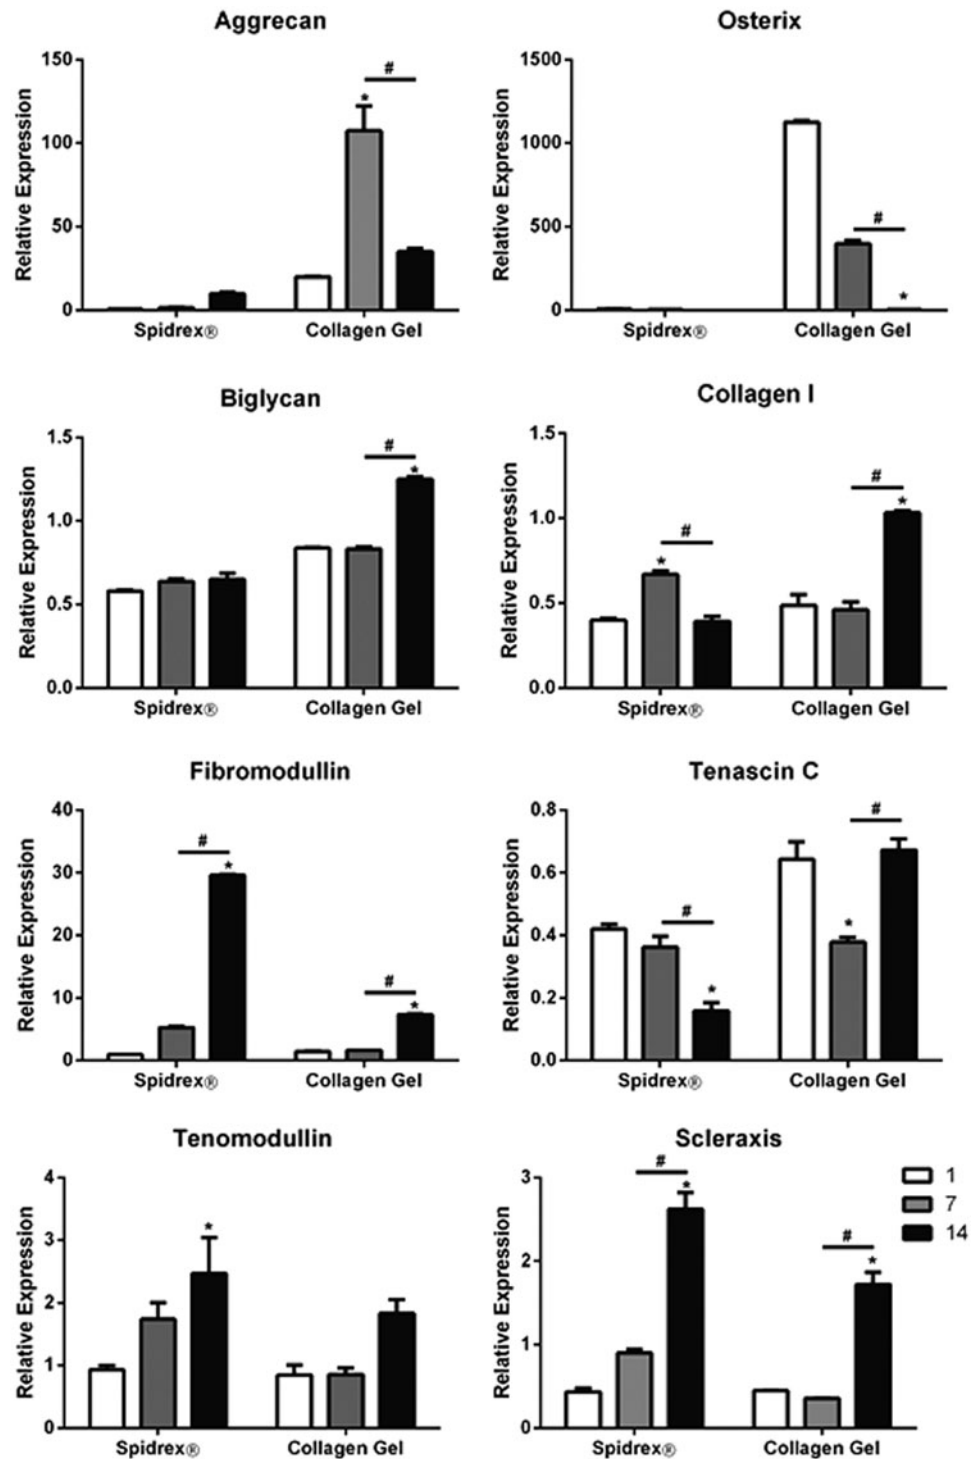 Aggrecan
Relative Expression
150
100
50
0
#
*
Spidrex®
Collagen Gel
Osterix
Relative Expression
1500
1000
500
0
#
*
Spidrex®
Collagen Gel
Biglycan
Relative Expression
1.5
1.0
0.5
0.0
#
*
Spidrex®
Collagen Gel
Collagen I
Relative Expression
1.5
1.0
0.5
0.0
#
*
#
*
Spidrex®
Collagen Gel
Fibromodullin
Relative Expression
40
30
20
10
0
#
*
#
*
Spidrex®
Collagen Gel
Tenascin C
Relative Expression
0.8
0.6
0.4
0.2
0.0
#
*
#
*
Spidrex®
Collagen Gel
Tenomodullin
Relative Expression
4
3
2
1
0
*
Spidrex®
Collagen Gel
Scleraxis
Relative Expression
3
2
1
0
#
*
#
*
Spidrex®
Collagen Gel
1
7
14